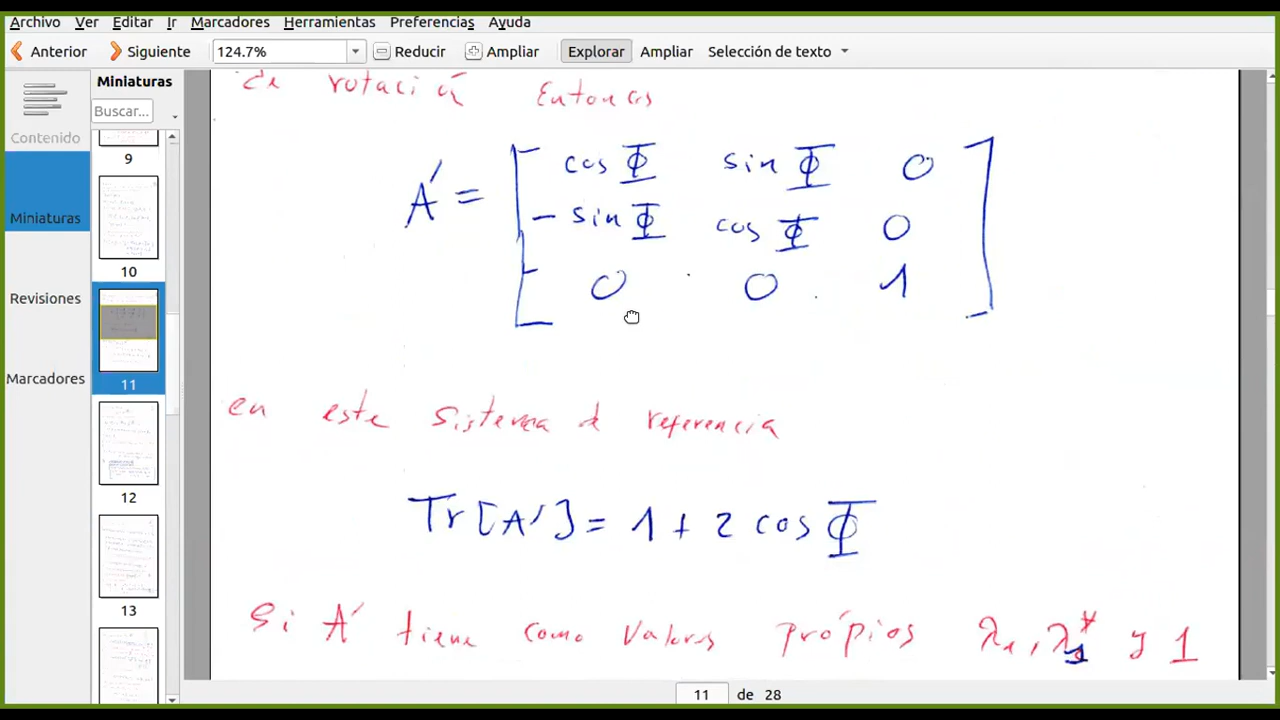 Archivo Ver Editar Ir Marcadores Herramientas Preferencias Ayuda
Anterior Siguiente 124.7% Reducir Ampliar Explorar Ampliar Selección de texto
Contenido
Miniaturas
Revisiones
Marcadores
Miniaturas
Buscar...
9
10
11
12
13
de rotación Entonces
A' = [ cos Φ sin Φ 0
- sin Φ cos Φ 0
0 0 1 ]
en este sistema de referencia
Tr[A'] = 1 + 2 cos Φ
Si A' tiene como valores própios λ₁, λ₁* y 1
11 de 28